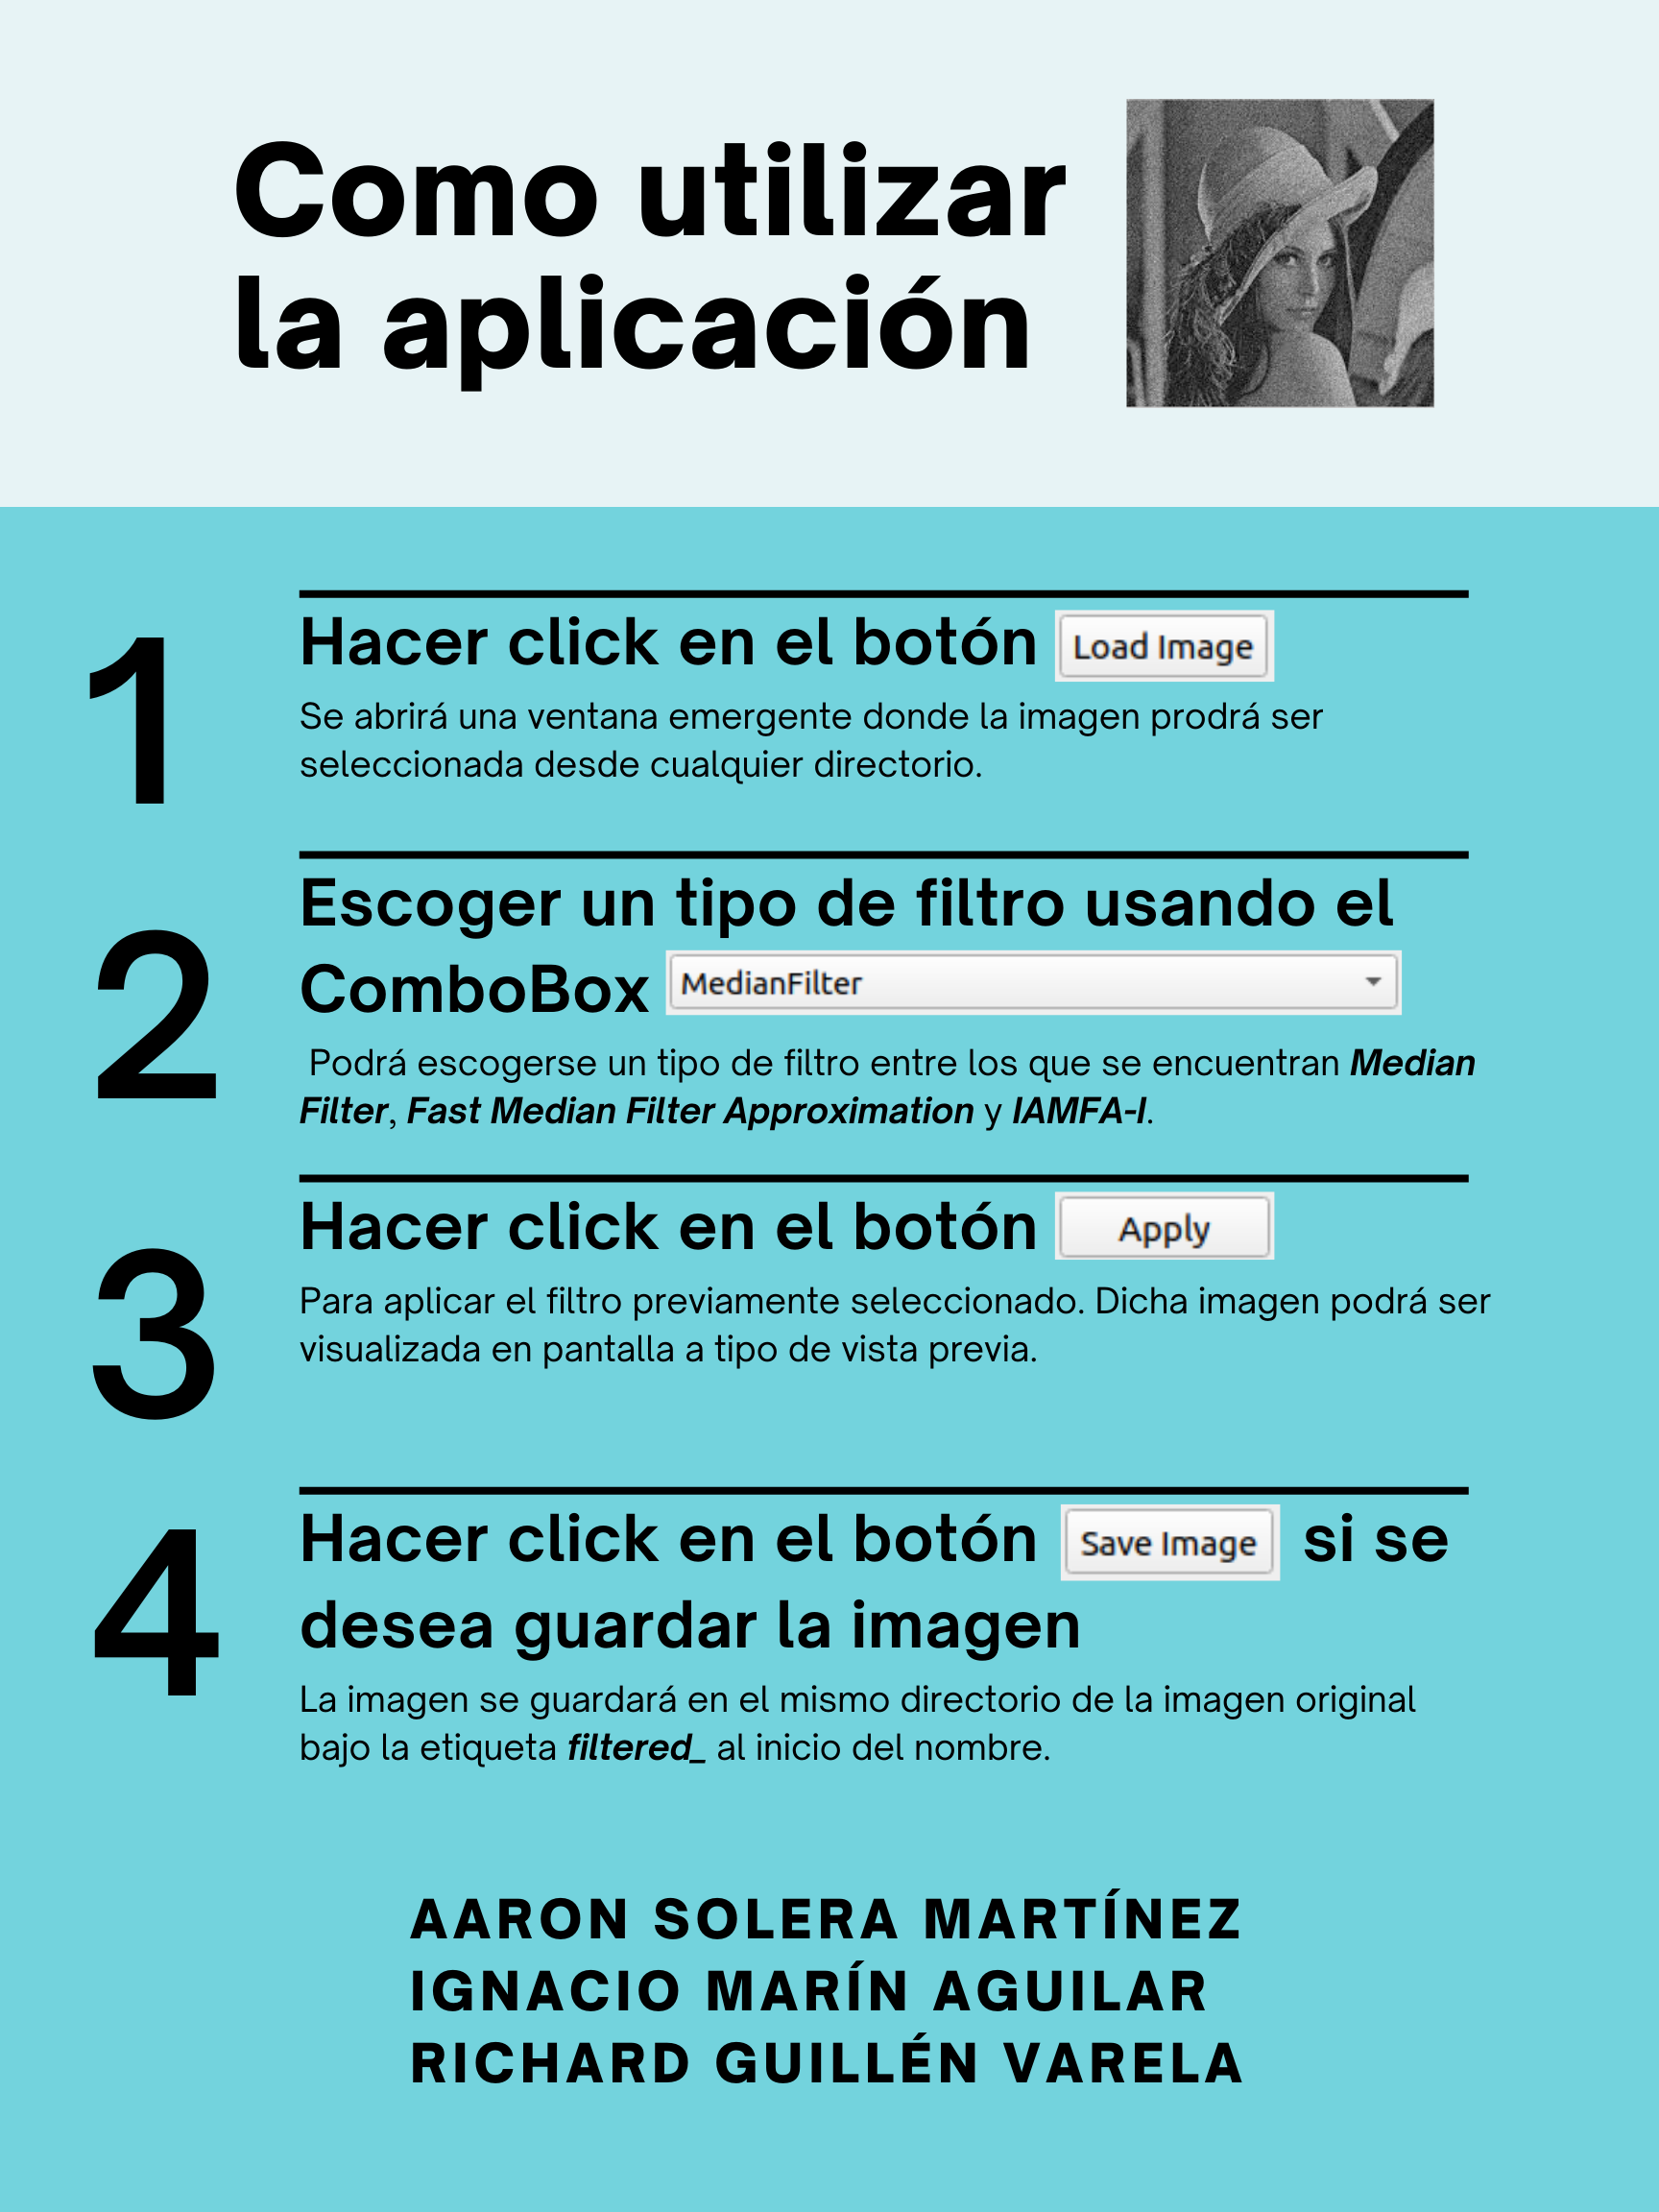 Como utilizar
la aplicación
1
Hacer click en el botón Load Image
Se abrirá una ventana emergente donde la imagen prodrá ser
seleccionada desde cualquier directorio.
2
Escoger un tipo de filtro usando el
ComboBox MedianFilter
Podrá escogerse un tipo de filtro entre los que se encuentran Median
Filter, Fast Median Filter Approximation y IAMFA-I.
3
Hacer click en el botón Apply
Para aplicar el filtro previamente seleccionado. Dicha imagen podrá ser
visualizada en pantalla a tipo de vista previa.
4
Hacer click en el botón Save Image si se
desea guardar la imagen
La imagen se guardará en el mismo directorio de la imagen original
bajo la etiqueta filtered_ al inicio del nombre.
AARON SOLERA MARTÍNEZ
IGNACIO MARÍN AGUILAR
RICHARD GUILLÉN VARELA